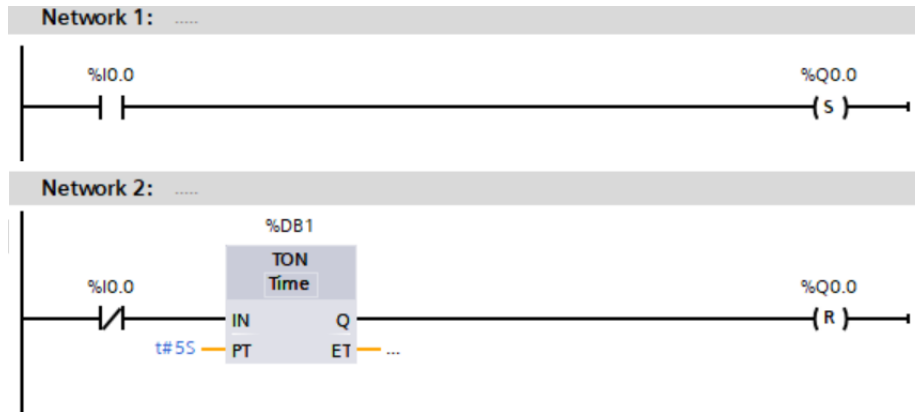 Network 1: .....
%I0.0 %Q0.0
S
Network 2: .....
%DB1
TON
Time
%I0.0 %Q0.0
IN Q R
t#5S PT ET ...